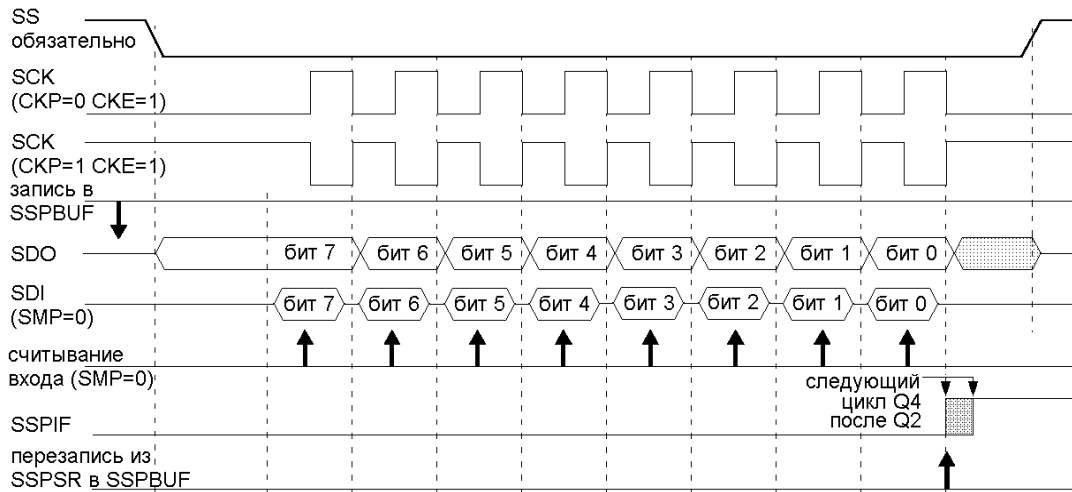 SS
обязательно
SCK
(CKP=0 CKE=1)
SCK
(CKP=1 CKE=1)
запись в
SSPBUF
SDO
бит 7 бит 6 бит 5 бит 4 бит 3 бит 2 бит 1 бит 0
SDI
(SMP=0)
бит 7 бит 6 бит 5 бит 4 бит 3 бит 2 бит 1 бит 0
считывание
входа (SMP=0)
следующий
цикл Q4
после Q2
SSPIF
перезапись из
SSPSR в SSPBUF